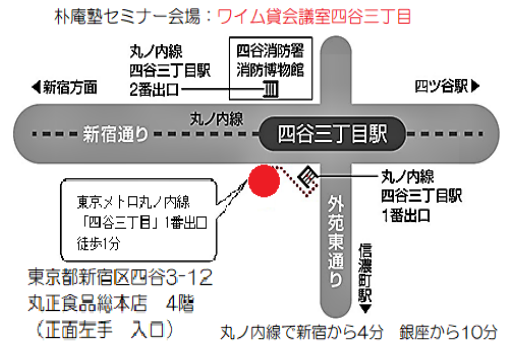 朴庵塾セミナー会場：ワイム貸会議室四谷三丁目
丸ノ内線
四谷三丁目駅
2番出口
四谷消防署
消防博物館
◀新宿方面
四ツ谷駅▶
丸ノ内線
新宿通り
四谷三丁目駅
丸ノ内線
四谷三丁目駅
1番出口
東京メトロ丸ノ内線
「四谷三丁目」1番出口
徒歩1分
外苑東通り
信濃町駅▶
東京都新宿区四谷3-12
丸正食品総本店　4階
（正面左手　入口）
丸ノ内線で新宿から4分　銀座から10分